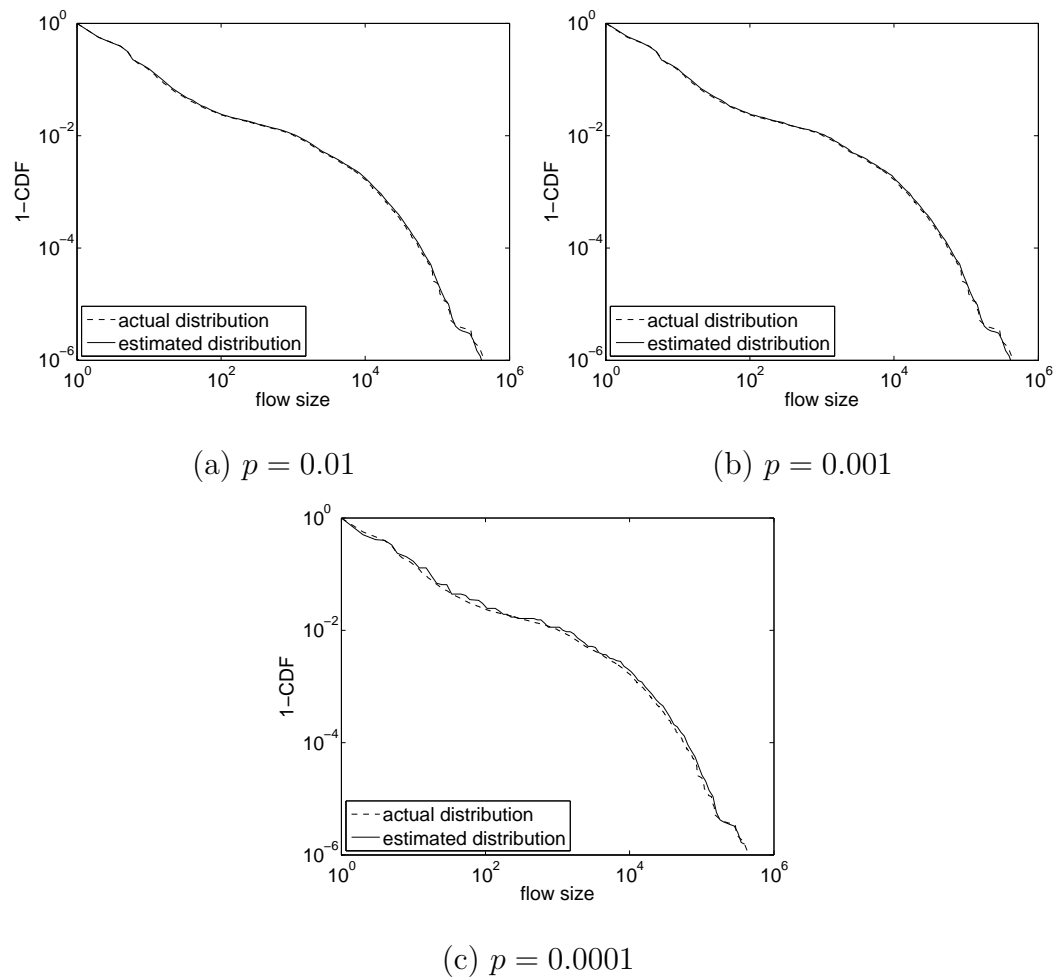 10^0
10^-2
10^-4
10^-6
1-CDF
actual distribution
estimated distribution
10^0 10^2 10^4 10^6
flow size
(a) p = 0.01
10^0
10^-2
10^-4
10^-6
1-CDF
actual distribution
estimated distribution
10^0 10^2 10^4 10^6
flow size
(b) p = 0.001
10^0
10^-2
10^-4
10^-6
1-CDF
actual distribution
estimated distribution
10^0 10^2 10^4 10^6
flow size
(c) p = 0.0001